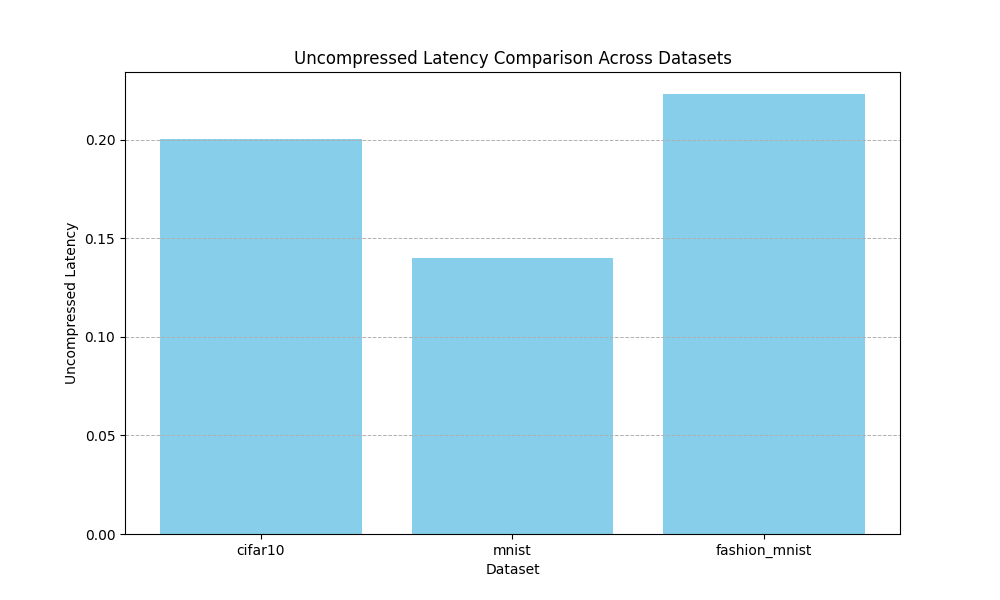 Uncompressed Latency Comparison Across Datasets
Uncompressed Latency
0.20
0.15
0.10
0.05
0.00
cifar10
mnist
fashion_mnist
Dataset